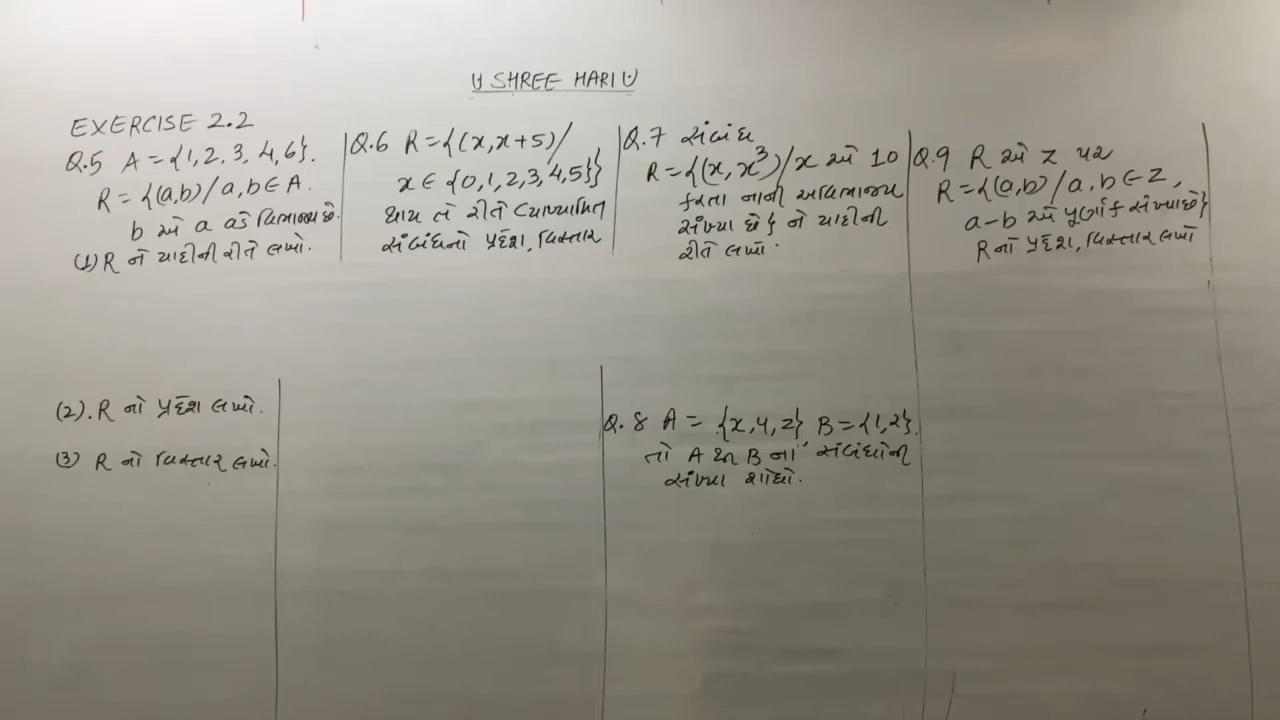 SHREE HARI
EXERCISE 2.2
Q.5 A = {1,2,3,4,6}.
R = {(a,b) / a,b ∈ A.
b એ a વડે વિભાજ્ય છે.
(1) R ને યાદીની રીતે લખો.
(2). R નો પ્રદેશ લખો.
(3) R નો વિસ્તાર લખો.
Q.6 R = {(x, x+5) /
x ∈ {0,1,2,3,4,5}}
થાય તે રીતે વ્યાખ્યાયિત
સંબંધનો પ્રદેશ, વિસ્તાર
Q.7 સંબંધ
R = {(x, x³) / x એ 10
કરતા નાની અવિભાજ્ય
સંખ્યા છે} ને યાદીની
રીતે લખો.
Q.8 A = {x,y,z} B = {1,2}.
તો A થી B ના સંબંધોની
સંખ્યા શોધો.
Q.9 R એ Z પર
R = {(a,b) / a,b ∈ Z,
a-b એ પૂર્ણાંક સંખ્યા છે}
R નો પ્રદેશ, વિસ્તાર લખો